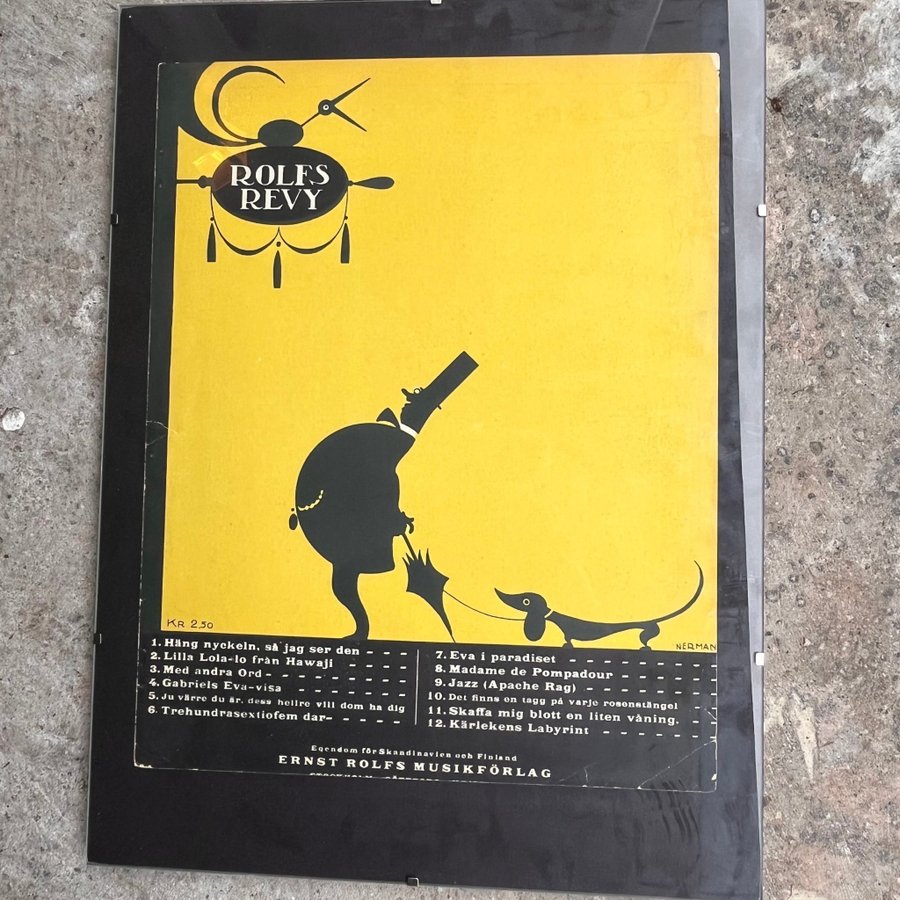 ROLFS
REVY
KR 2,50
NERMAN
1. Häng nyckeln, så jag ser den
2. Lilla Lola-lo från Hawaji
3. Med andra Ord
4. Gabriels Eva-visa
5. Ju värre du är, dess hellre vill dom ha dig
6. Trehundrasextiofem dar
7. Eva i paradiset
8. Madame de Pompadour
9. Jazz (Apache Rag)
10. Det finns en tagg på varje rosenstängel
11. Skaffa mig blott en liten våning.
12. Kärlekens Labyrint
Egendom för Skandinavien och Finland
ERNST ROLFS MUSIKFÖRLAG